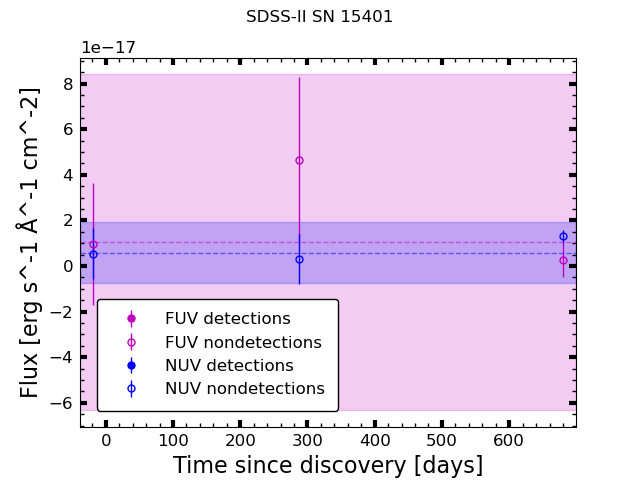 SDSS-II SN 15401
1e−17
8
6
4
2
0
−2
−4
−6
Flux [erg s^-1 Å^-1 cm^-2]
FUV detections
FUV nondetections
NUV detections
NUV nondetections
0 100 200 300 400 500 600
Time since discovery [days]